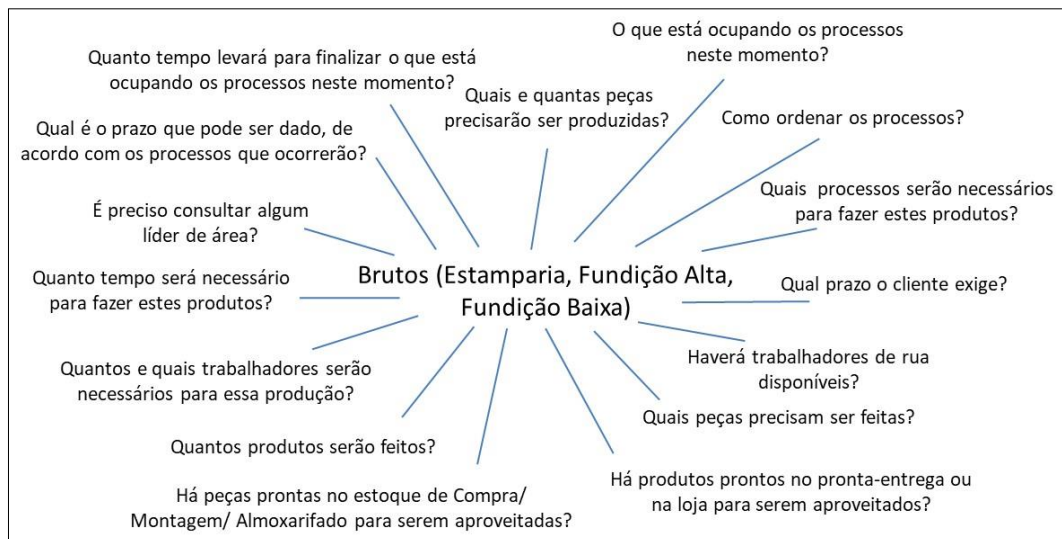 O que está ocupando os processos
neste momento?
Quanto tempo levará para finalizar o que está
ocupando os processos neste momento?
Quais e quantas peças
precisarão ser produzidas?
Como ordenar os processos?
Qual é o prazo que pode ser dado, de
acordo com os processos que ocorrerão?
Quais processos serão necessários
para fazer estes produtos?
É preciso consultar algum
líder de área?
Brutos (Estamparia, Fundição Alta,
Fundição Baixa)
Quanto tempo será necessário
para fazer estes produtos?
Qual prazo o cliente exige?
Haverá trabalhadores de rua
disponíveis?
Quantos e quais trabalhadores serão
necessários para essa produção?
Quais peças precisam ser feitas?
Quantos produtos serão feitos?
Há produtos prontos no pronta-entrega ou
na loja para serem aproveitados?
Há peças prontas no estoque de Compra/
Montagem/ Almoxarifado para serem aproveitadas?